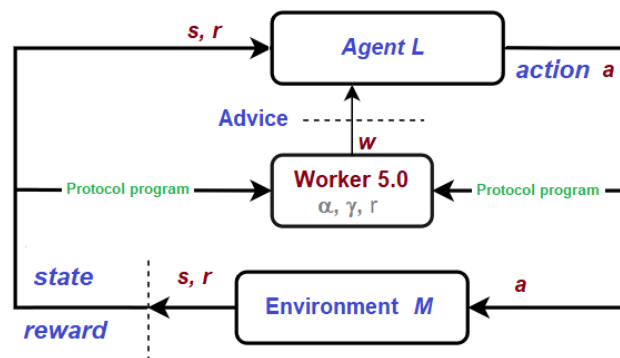 s, r
Agent L
action a
Advice
w
Protocol program
Worker 5.0
α, γ, r
Protocol program
state
s, r
a
reward
Environment M